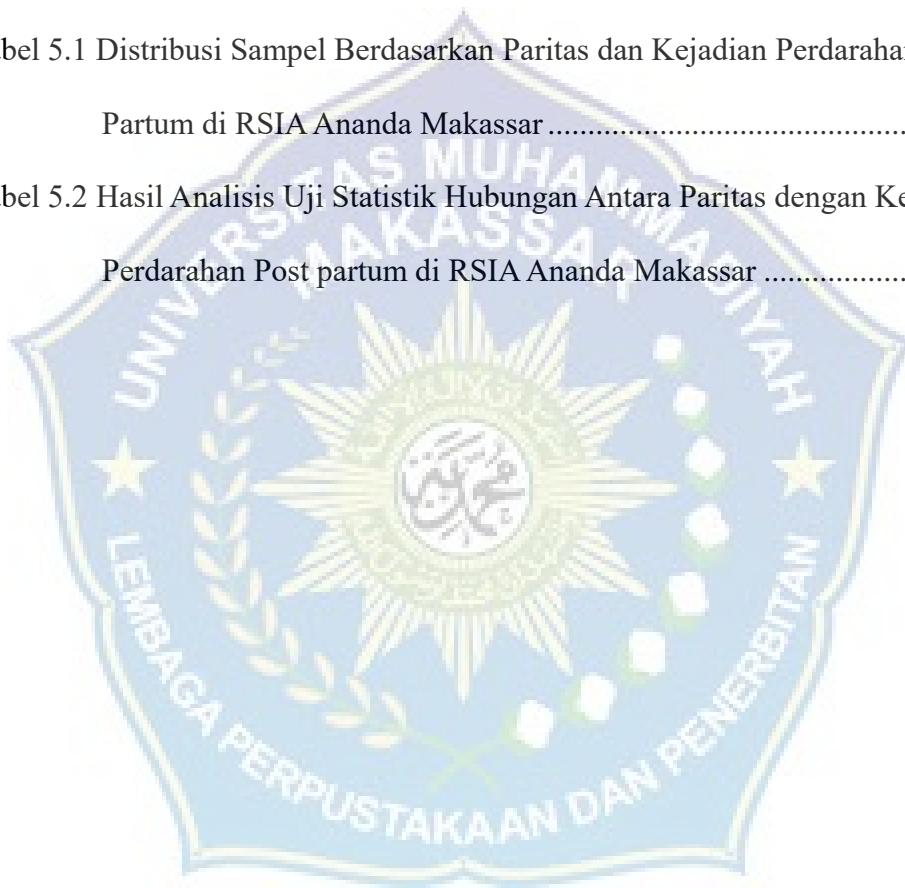 abel 5.1 Distribusi Sampel Berdasarkan Paritas dan Kejadian Perdarahan
Partum di RSIA Ananda Makassar ..........................................
abel 5.2 Hasil Analisis Uji Statistik Hubungan Antara Paritas dengan Ke
Perdarahan Post partum di RSIA Ananda Makassar ..................
UNIVERSITAS MUHAMMADIYAH
MAKASSAR
LEMBAGA PERPUSTAKAAN DAN PENERBITAN